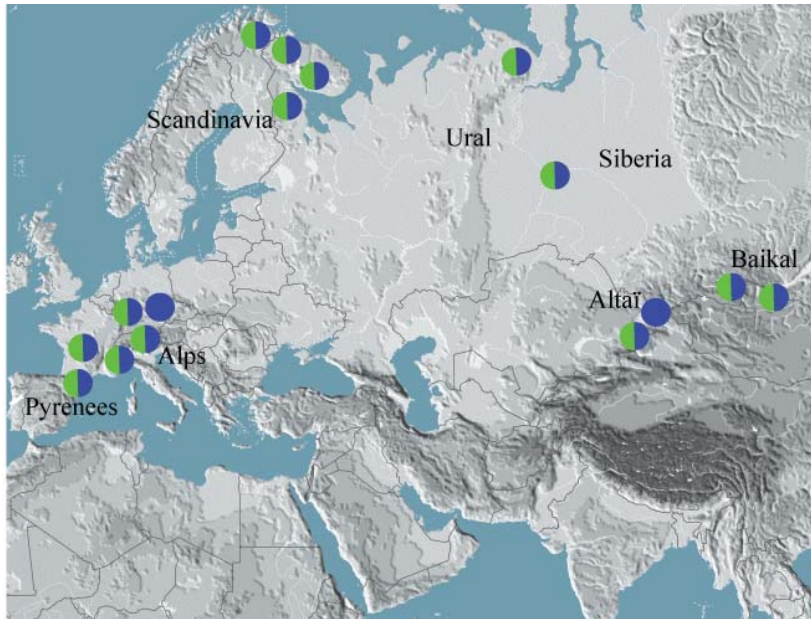 Scandinavia
Ural
Siberia
Baikal
Altaï
Alps
Pyrenees